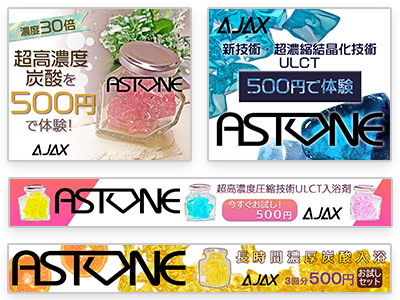 濃度30倍
超高濃度
炭酸を
500円
で体験!
ASTONE
AJAX
AJAX
新技術・超濃縮結晶化技術
ULCT
500円で体験
ASTONE
ASTONE
超高濃度圧縮技術ULCT入浴剤
今すぐお試し!
500円
AJAX
ASTONE
長時間濃厚炭酸入浴
AJAX
3回分500円
お試し
セット